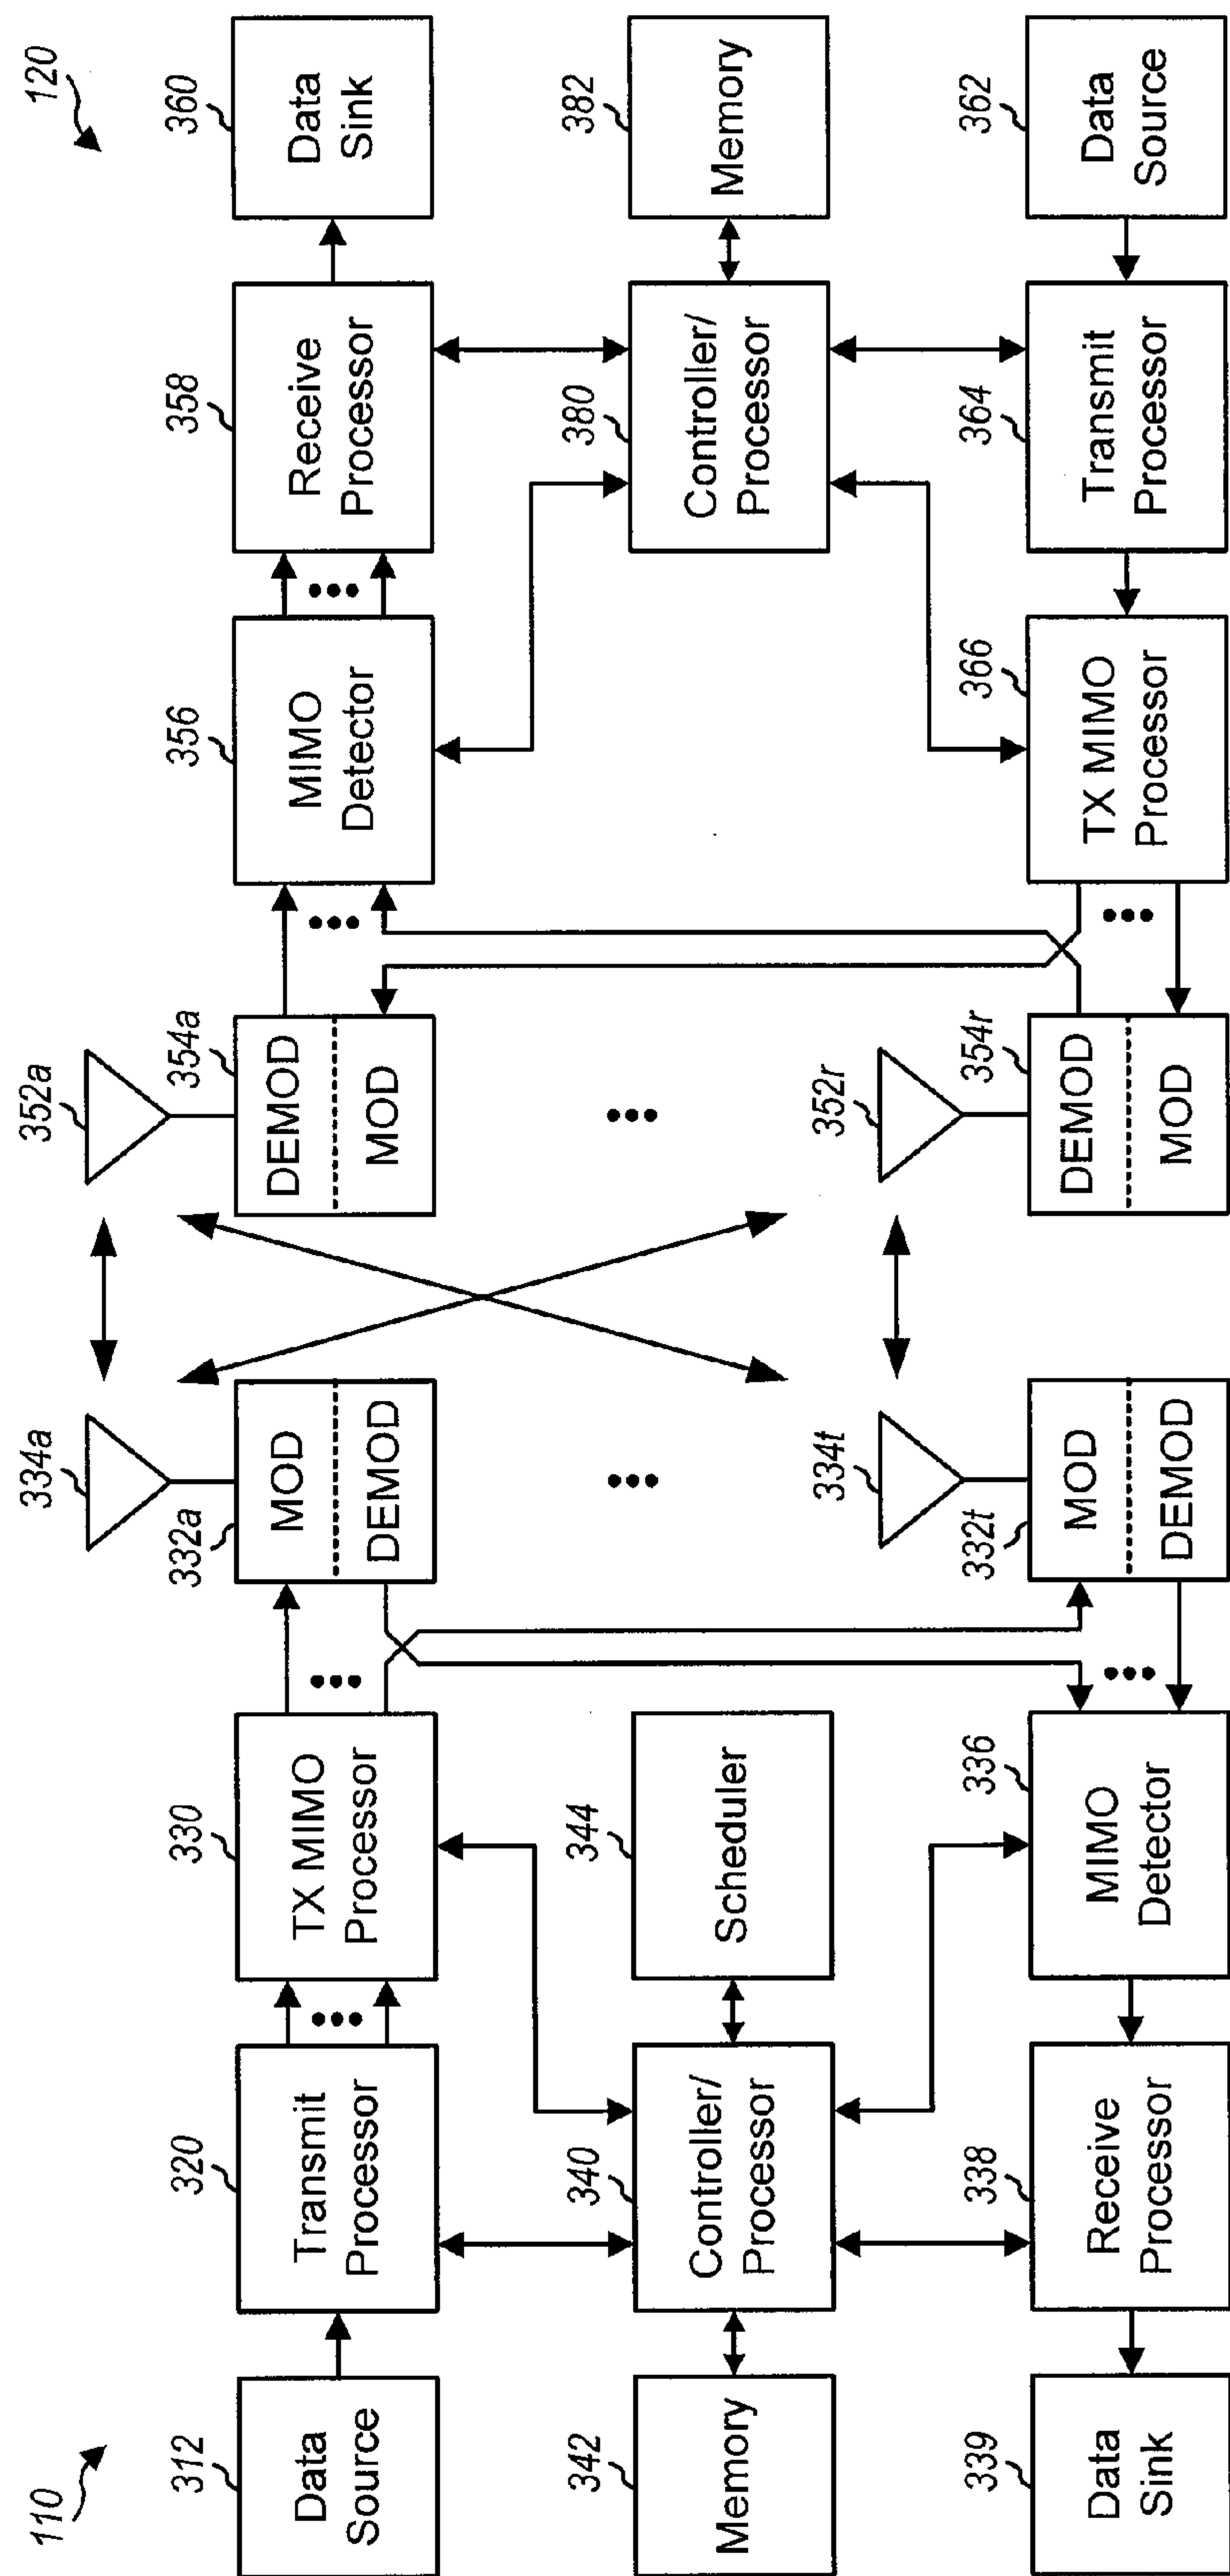 110
120
312
Data
Source
320
Transmit
Processor
330
TX MIMO
Processor
332a
MOD
DEMOD
334a
352a
354a
DEMOD
MOD
356
MIMO
Detector
358
Receive
Processor
360
Data
Sink
342
Memory
340
Controller/
Processor
344
Scheduler
380
Controller/
Processor
382
Memory
339
Data
Sink
338
Receive
Processor
336
MIMO
Detector
332t
MOD
DEMOD
334t
352r
354r
DEMOD
MOD
366
TX MIMO
Processor
364
Transmit
Processor
362
Data
Source